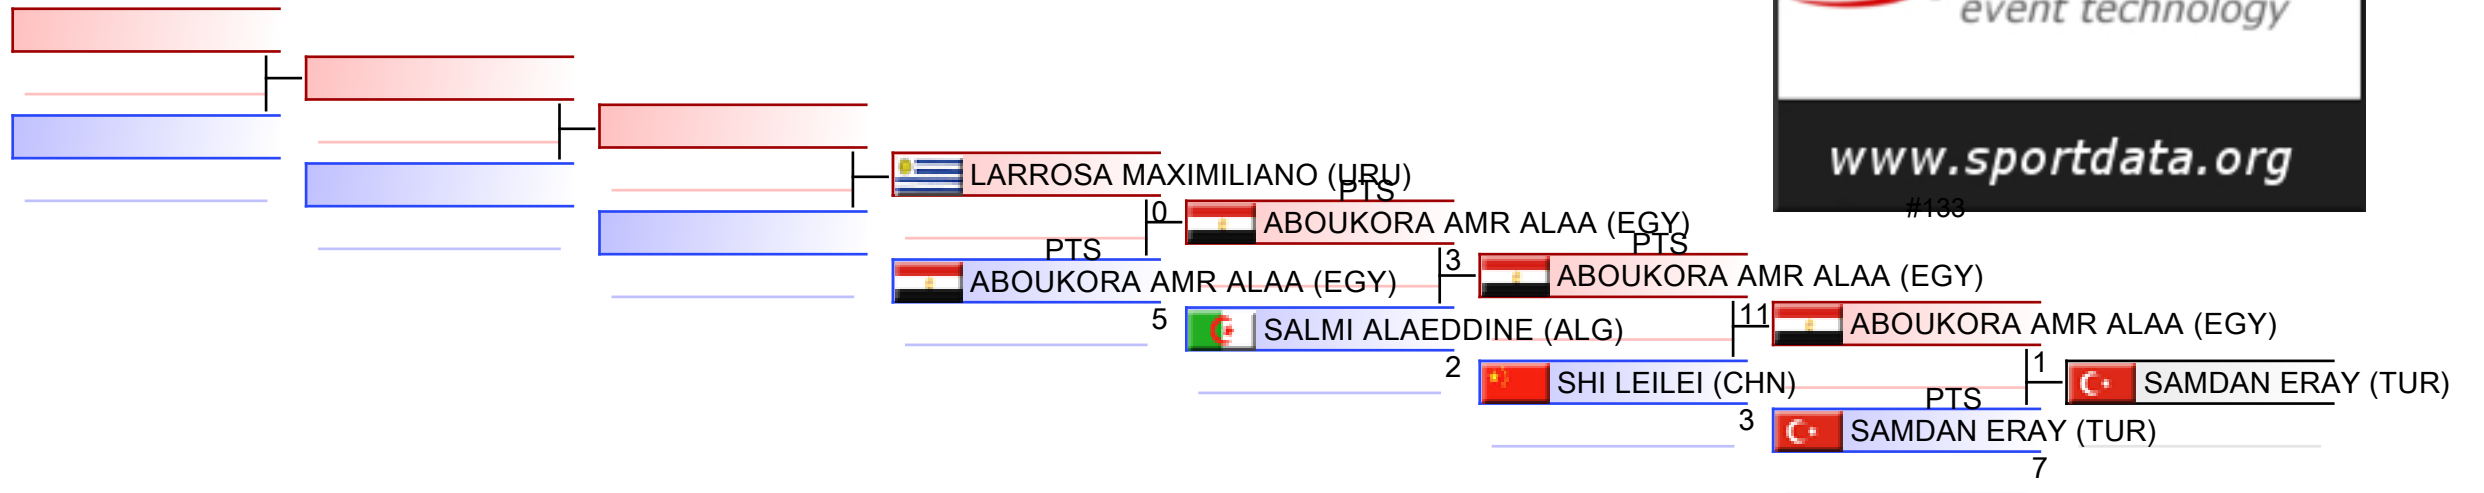 event technology
www.sportdata.org
#133
LARROSA MAXIMILIANO (URU)
PTS
0
ABOUKORA AMR ALAA (EGY)
PTS
PTS
3
ABOUKORA AMR ALAA (EGY)
ABOUKORA AMR ALAA (EGY)
5
SALMI ALAEDDINE (ALG)
11
ABOUKORA AMR ALAA (EGY)
2
1
SHI LEILEI (CHN)
SAMDAN ERAY (TUR)
PTS
3
SAMDAN ERAY (TUR)
7